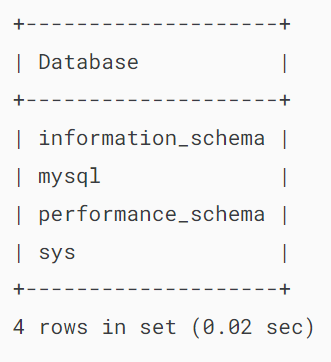 +--------------------+
| Database           |
+--------------------+
| information_schema |
| mysql              |
| performance_schema |
| sys                |
+--------------------+
4 rows in set (0.02 sec)